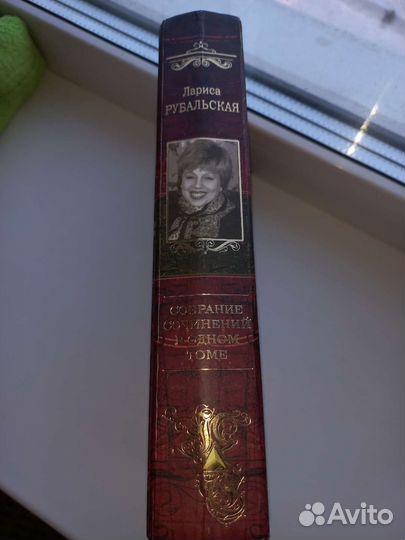 Лариса
РУБАЛЬСКАЯ
СОБРАНИЕ
СОЧИНЕНИЙ
В ОДНОМ
ТОМЕ
Avito